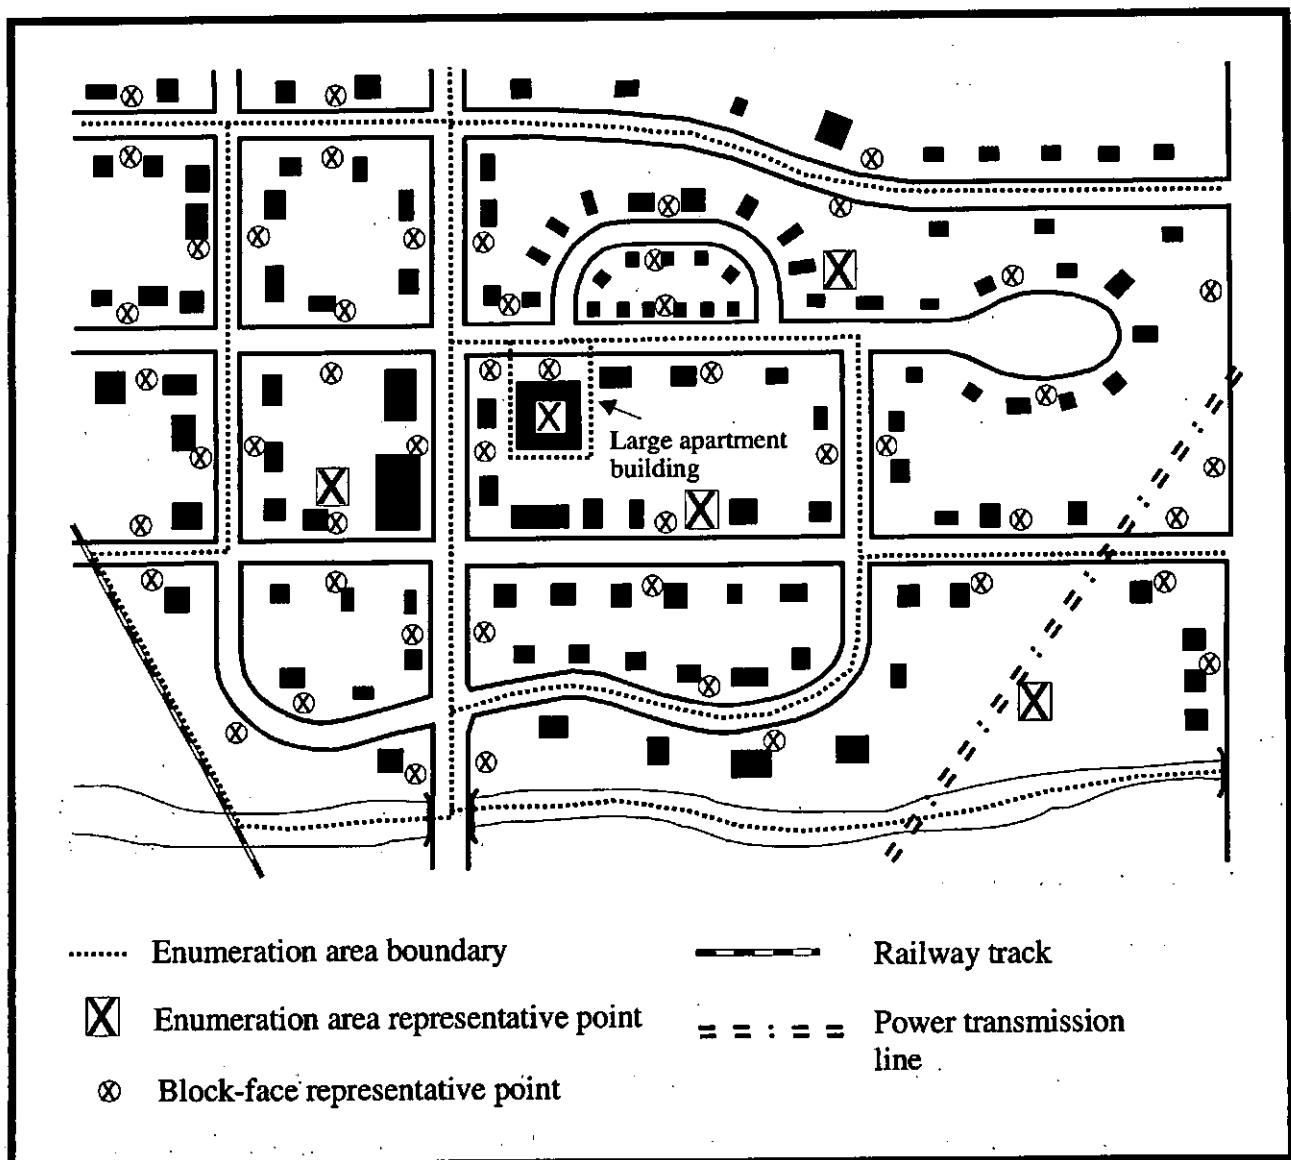 Large apartment
building
Enumeration area boundary
Railway track
Enumeration area representative point
Power transmission
line
Block-face representative point